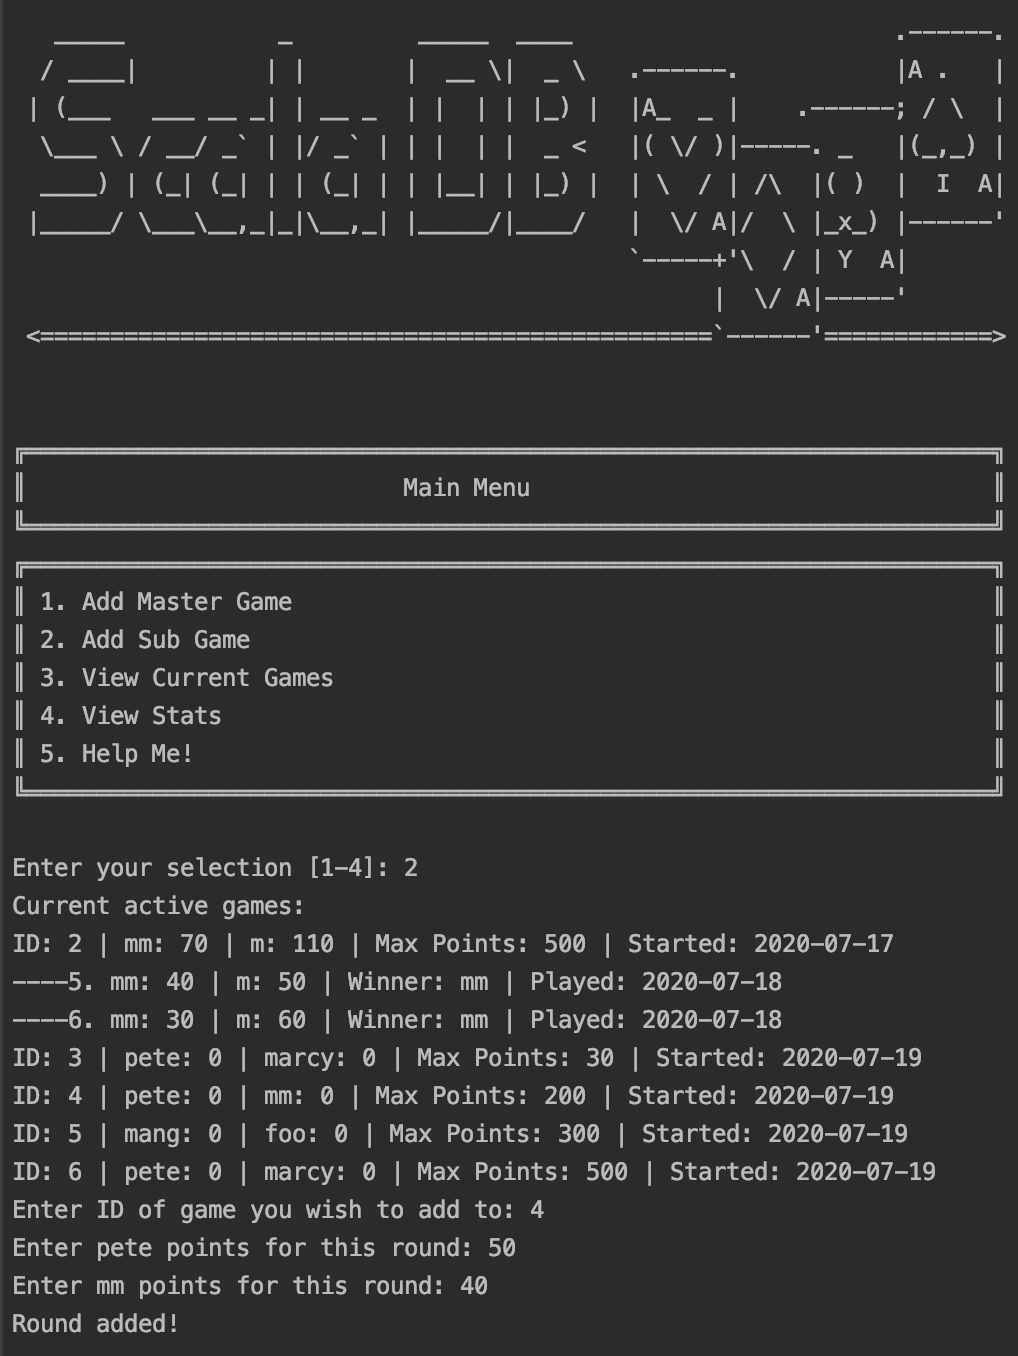 ScalaDB
Main Menu
1. Add Master Game
2. Add Sub Game
3. View Current Games
4. View Stats
5. Help Me!
Enter your selection [1-4]: 2
Current active games:
ID: 2 | mm: 70 | m: 110 | Max Points: 500 | Started: 2020-07-17
----5. mm: 40 | m: 50 | Winner: mm | Played: 2020-07-18
----6. mm: 30 | m: 60 | Winner: mm | Played: 2020-07-18
ID: 3 | pete: 0 | marcy: 0 | Max Points: 30 | Started: 2020-07-19
ID: 4 | pete: 0 | mm: 0 | Max Points: 200 | Started: 2020-07-19
ID: 5 | mang: 0 | foo: 0 | Max Points: 300 | Started: 2020-07-19
ID: 6 | pete: 0 | marcy: 0 | Max Points: 500 | Started: 2020-07-19
Enter ID of game you wish to add to: 4
Enter pete points for this round: 50
Enter mm points for this round: 40
Round added!